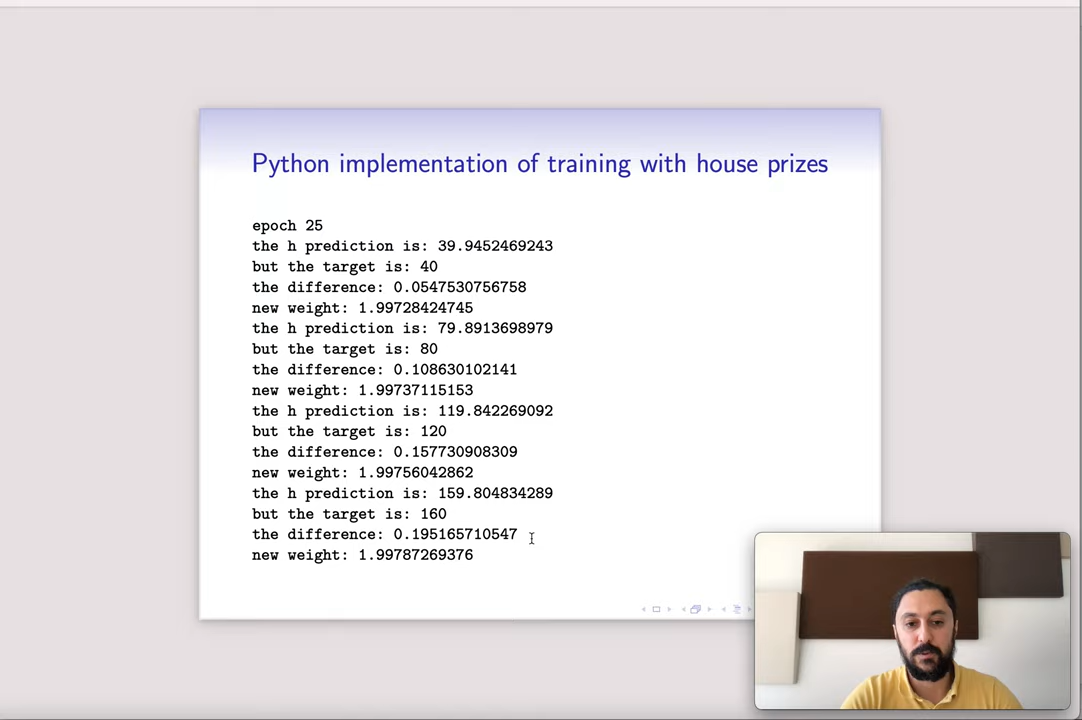 Python implementation of training with house prizes
epoch 25
the h prediction is: 39.9452469243
but the target is: 40
the difference: 0.0547530756758
new weight: 1.99728424745
the h prediction is: 79.8913698979
but the target is: 80
the difference: 0.108630102141
new weight: 1.99737115153
the h prediction is: 119.842269092
but the target is: 120
the difference: 0.157730908309
new weight: 1.99756042862
the h prediction is: 159.804834289
but the target is: 160
the difference: 0.195165710547
new weight: 1.99787269376